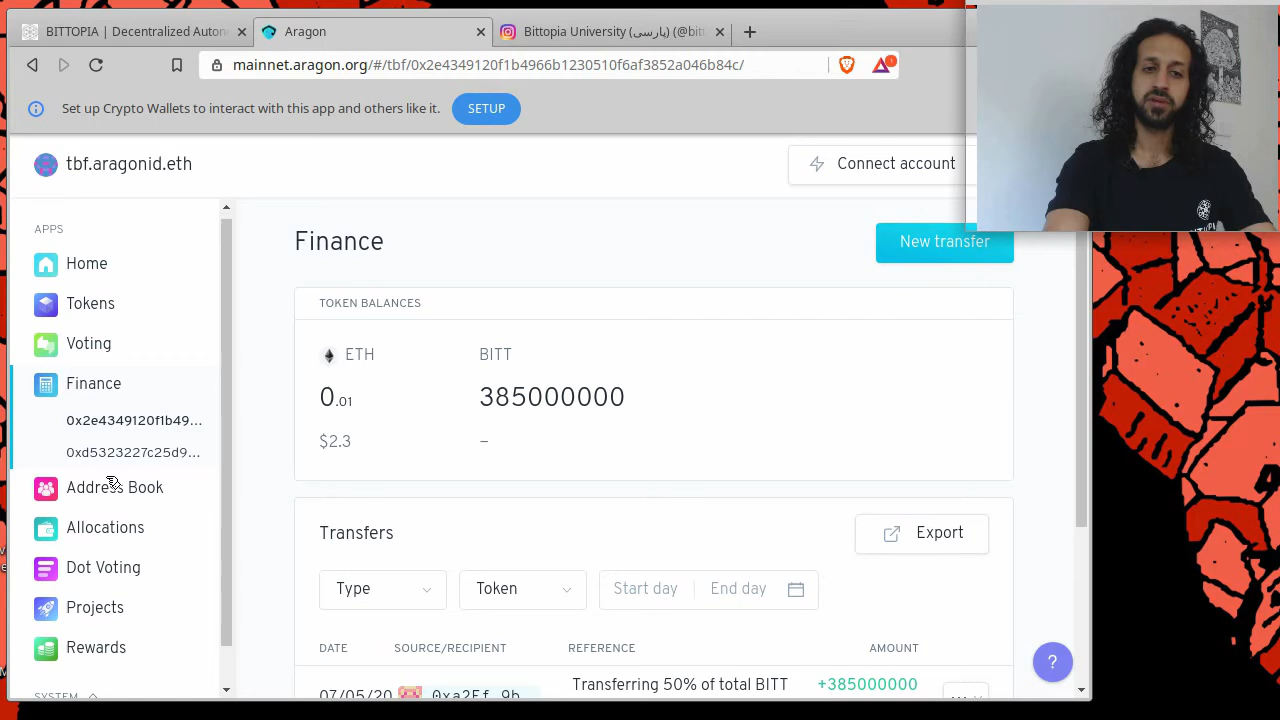 BITTOPIA | Decentralized Auton
Aragon
Bittopia University (پارسی) (@bit
mainnet.aragon.org/#/tbf/0x2e4349120f1b4966b1230510f6af3852a046b84c/
1
Set up Crypto Wallets to interact with this app and others like it.
SETUP
tbf.aragonid.eth
Connect account
APPS
Home
Tokens
Voting
Finance
0x2e4349120f1b49...
0xd5323227c25d9...
Address Book
Allocations
Dot Voting
Projects
Rewards
SYSTEM
Finance
New transfer
TOKEN BALANCES
ETH BITT
0.01 385000000
$2.3 –
Transfers
Export
Type Token Start day End day
DATE SOURCE/RECIPIENT REFERENCE AMOUNT
07/05/20 0xa2Ef…9b Transferring 50% of total BITT +385000000
?